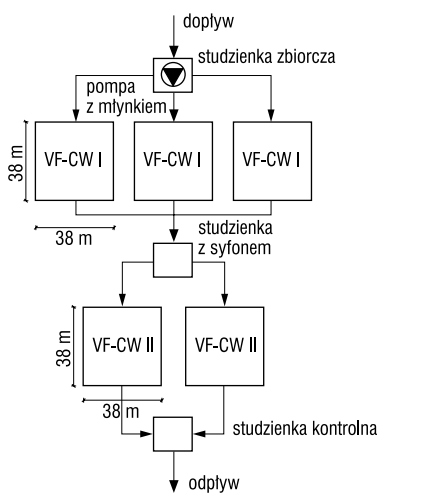 dopływ
studzienka zbiorcza
pompa
z młynkiem
VF-CW I
VF-CW I
VF-CW I
38 m
38 m
studzienka
z syfonem
VF-CW II
VF-CW II
38 m
38 m
studzienka kontrolna
odpływ